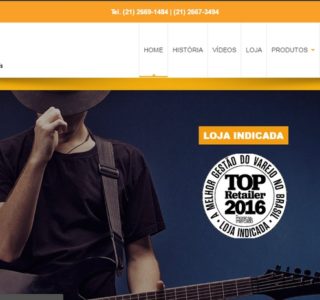 Tel. (21) 2669-1484 | (21) 2667-3494
HOME HISTÓRIA VÍDEOS LOJA PRODUTOS
LOJA INDICADA
A MELHOR GESTÃO DO VAREJO NO BRASIL
TOP
Retailer
2016
LOJA INDICADA